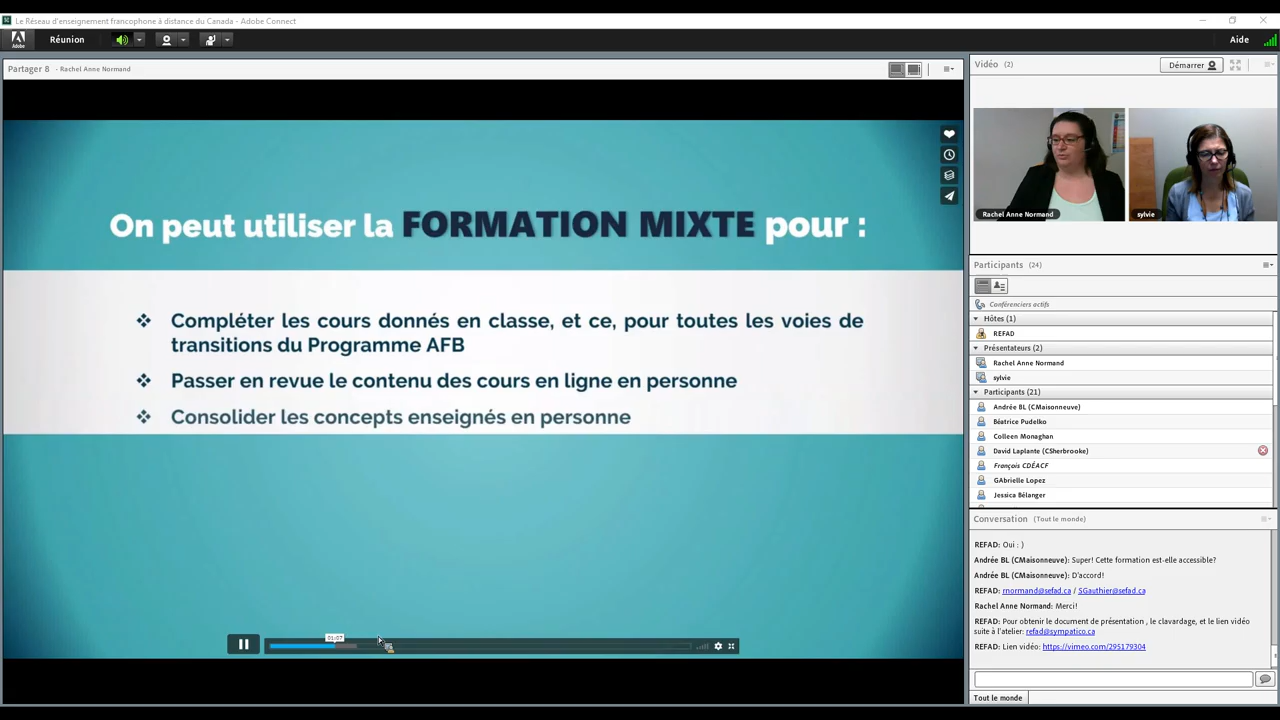 Le Réseau d'enseignement francophone à distance du Canada - Adobe Connect
Adobe
Réunion
Aide
Partager 8 - Rachel Anne Normand
On peut utiliser la FORMATION MIXTE pour :
❖ Compléter les cours donnés en classe, et ce, pour toutes les voies de
transitions du Programme AFB
❖ Passer en revue le contenu des cours en ligne en personne
❖ Consolider les concepts enseignés en personne
01:07
Vidéo (2)
Démarrer
Rachel Anne Normand
sylvie
Participants (24)
Conférenciers actifs
Hôtes (1)
REFAD
Présentateurs (2)
Rachel Anne Normand
sylvie
Participants (21)
Andrée BL (CMaisonneuve)
Béatrice Pudelko
Colleen Monaghan
David Laplante (CSherbrooke)
François CDÉACF
GAbrielle Lopez
Jessica Bélanger
Conversation (Tout le monde)
REFAD: Oui : )
Andrée BL (CMaisonneuve): Super! Cette formation est-elle accessible?
Andrée BL (CMaisonneuve): D'accord!
REFAD: rnormand@sefad.ca / SGauthier@sefad.ca
Rachel Anne Normand: Merci!
REFAD: Pour obtenir le document de présentation , le clavardage, et le lien vidéo
suite à l'atelier: refad@sympatico.ca
REFAD: Lien vidéo: https://vimeo.com/295179304
Tout le monde